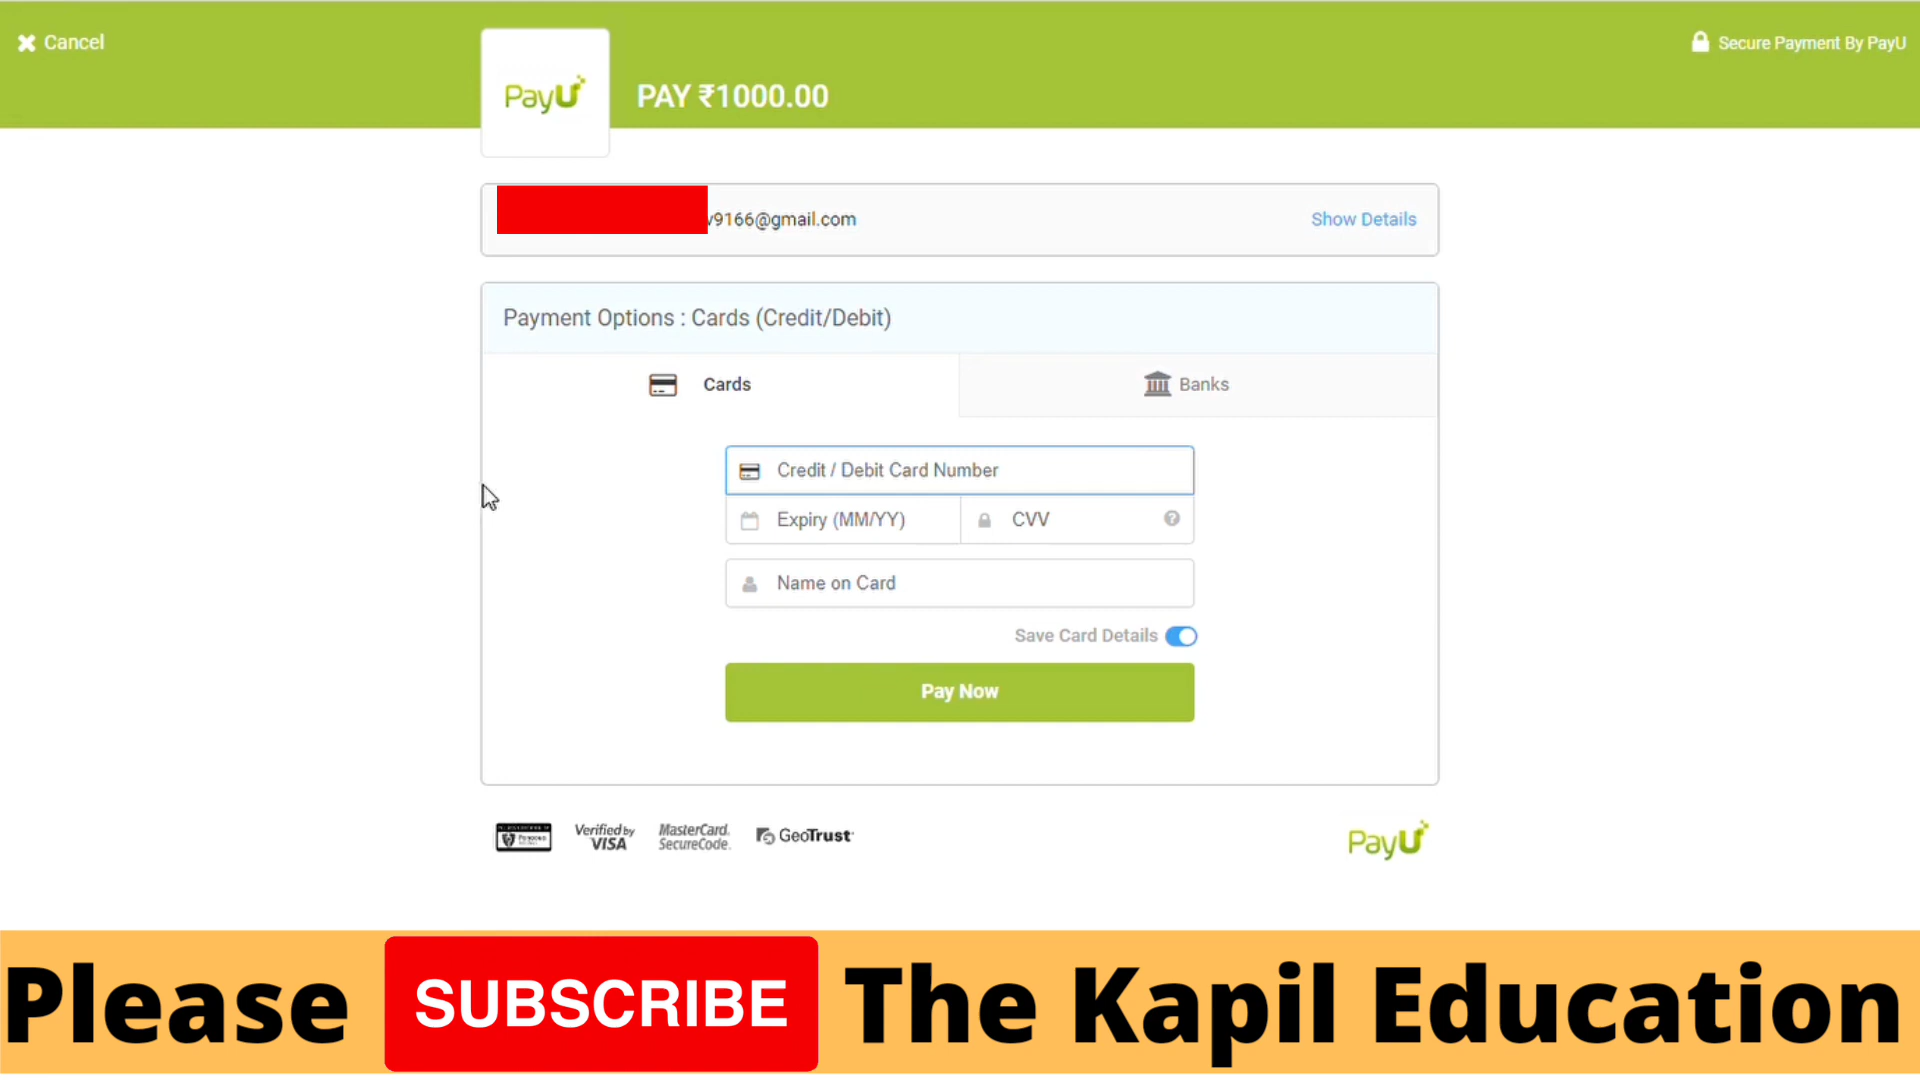 Cancel
PayU
PAY ₹1000.00
Secure Payment By PayU
v9166@gmail.com
Show Details
Payment Options : Cards (Credit/Debit)
Cards
Banks
Credit / Debit Card Number
Expiry (MM/YY)
CVV
Name on Card
Save Card Details
Pay Now
Verified by
VISA
MasterCard.
SecureCode.
GeoTrust
PayU
Please SUBSCRIBE The Kapil Education